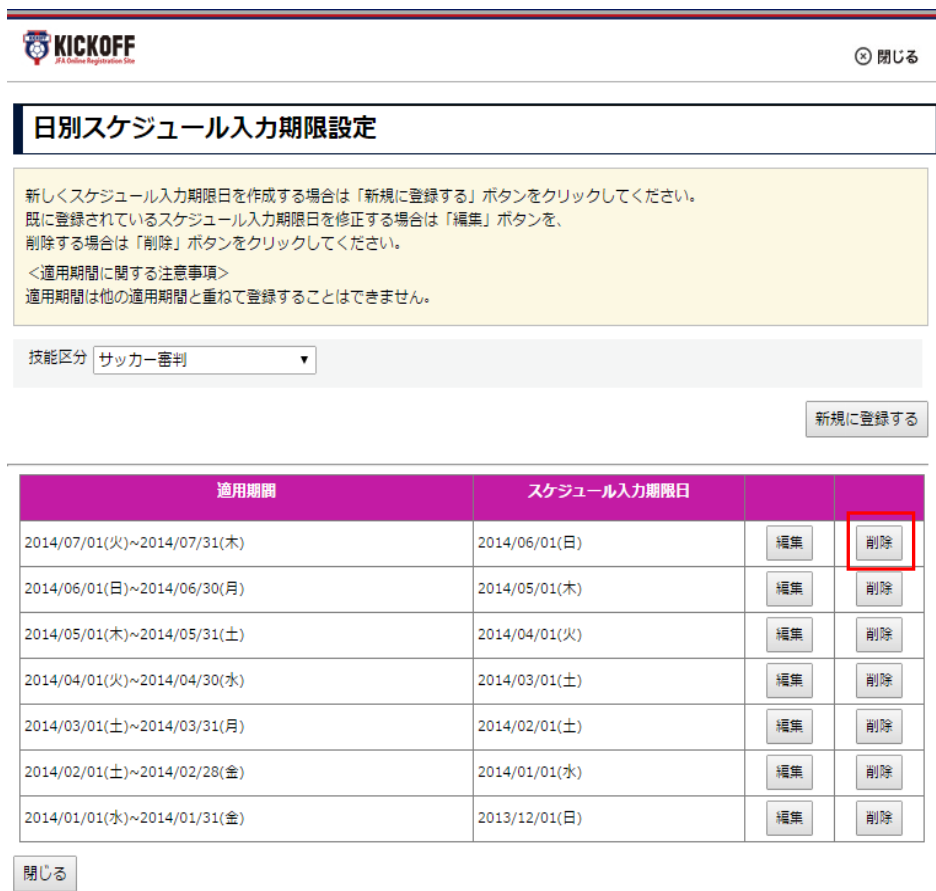 KICKOFF
JFA Online Registration Site
閉じる
日別スケジュール入力期限設定
新しくスケジュール入力期限日を作成する場合は「新規に登録する」ボタンをクリックしてください。
既に登録されているスケジュール入力期限日を修正する場合は「編集」ボタンを、
削除する場合は「削除」ボタンをクリックしてください。
<適用期間に関する注意事項>
適用期間は他の適用期間と重ねて登録することはできません。
技能区分 サッカー審判
新規に登録する
適用期間 スケジュール入力期限日
2014/07/01(火)~2014/07/31(木) 2014/06/01(日) 編集 削除
2014/06/01(日)~2014/06/30(月) 2014/05/01(木) 編集 削除
2014/05/01(木)~2014/05/31(土) 2014/04/01(火) 編集 削除
2014/04/01(火)~2014/04/30(水) 2014/03/01(土) 編集 削除
2014/03/01(土)~2014/03/31(月) 2014/02/01(土) 編集 削除
2014/02/01(土)~2014/02/28(金) 2014/01/01(水) 編集 削除
2014/01/01(水)~2014/01/31(金) 2013/12/01(日) 編集 削除
閉じる